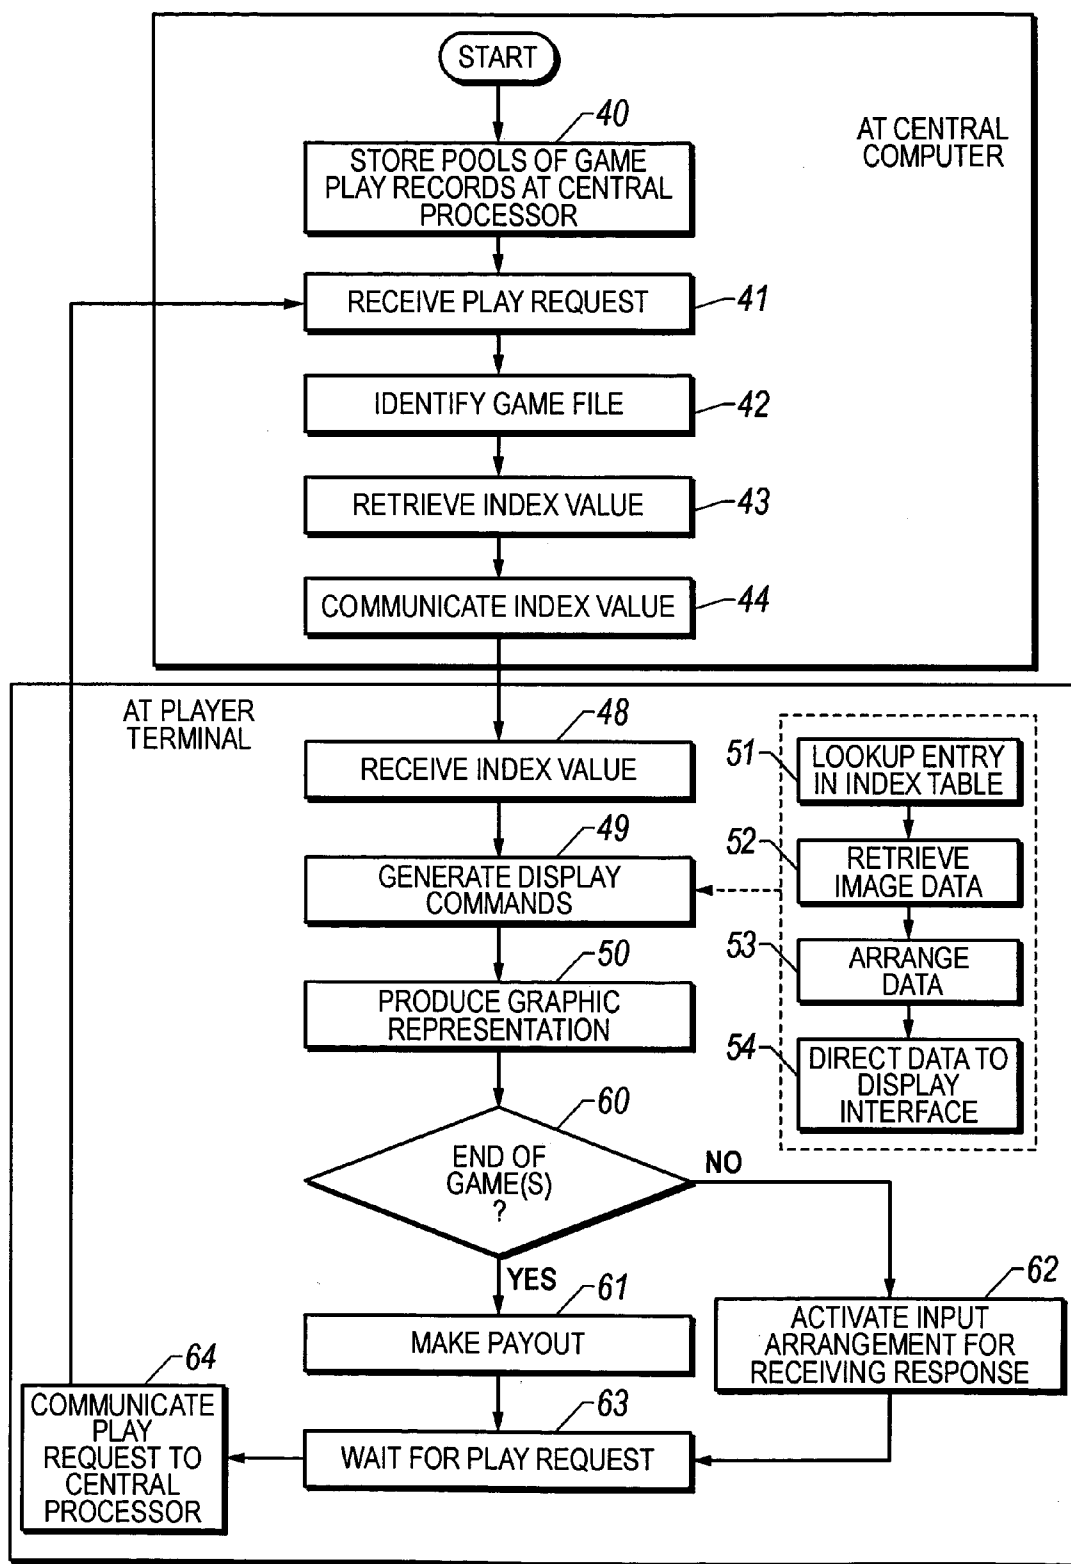 START
40
STORE POOLS OF GAME
PLAY RECORDS AT CENTRAL
PROCESSOR
AT CENTRAL
COMPUTER
RECEIVE PLAY REQUEST
41
IDENTIFY GAME FILE
42
RETRIEVE INDEX VALUE
43
COMMUNICATE INDEX VALUE
44
AT PLAYER
TERMINAL
48
RECEIVE INDEX VALUE
49
GENERATE DISPLAY
COMMANDS
50
PRODUCE GRAPHIC
REPRESENTATION
51
LOOKUP ENTRY
IN INDEX TABLE
52
RETRIEVE
IMAGE DATA
53
ARRANGE
DATA
54
DIRECT DATA TO
DISPLAY
INTERFACE
60
END OF
GAME(S)
?
NO
YES
61
MAKE PAYOUT
62
ACTIVATE INPUT
ARRANGEMENT FOR
RECEIVING RESPONSE
63
WAIT FOR PLAY REQUEST
64
COMMUNICATE
PLAY
REQUEST TO
CENTRAL
PROCESSOR